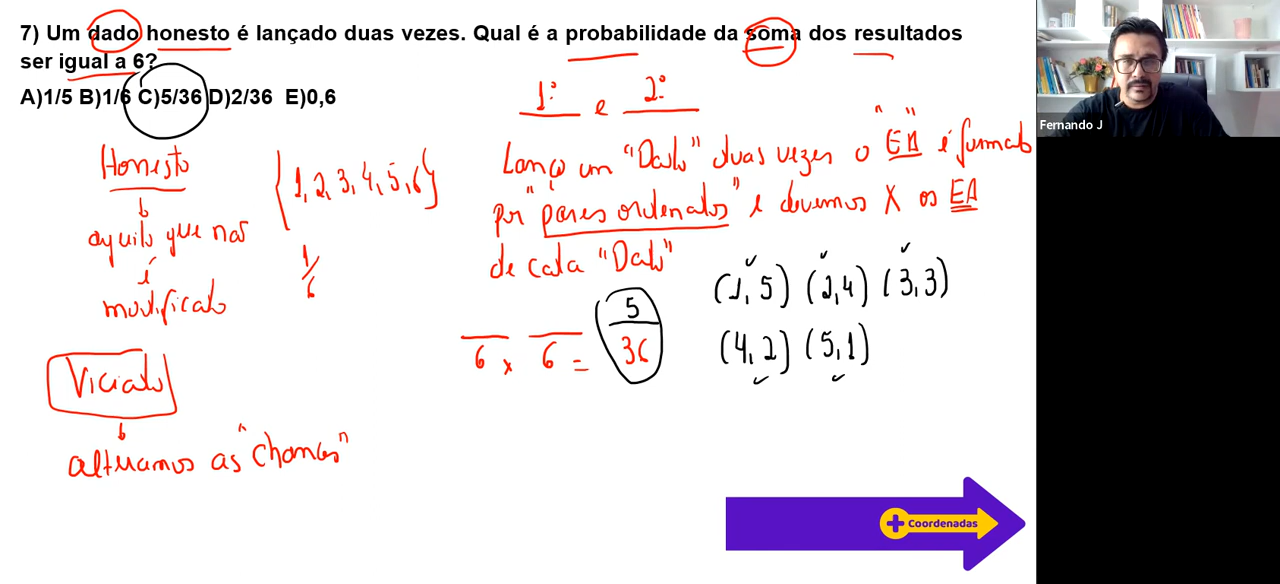 7) Um dado honesto é lançado duas vezes. Qual é a probabilidade da soma dos resultados
ser igual a 6?
A)1/5 B)1/6 C)5/36 D)2/36 E)0,6
1º e 2º
Honesto
aquilo que não
é
modificado
{1, 2, 3, 4, 5, 6}
1/6
Viciado
alteramos as "chances"
Lanço um "Dado" duas vezes o "EA" é formado
por "pares ordenados" e devemos X os EA
de cada "Dado"
6 x 6 = 5/36
(1, 5) (2, 4) (3, 3)
(4, 2) (5, 1)
Fernando J
Coordenadas